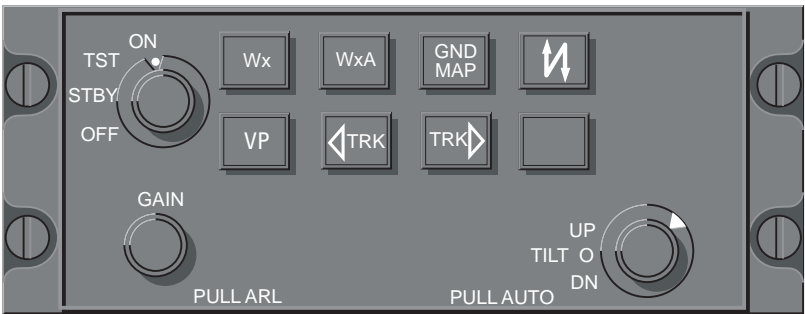 ON
TST
STBY
OFF
Wx
WxA
GND
MAP
VP
TRK
TRK
GAIN
PULL ARL
UP
TILT O
DN
PULL AUTO